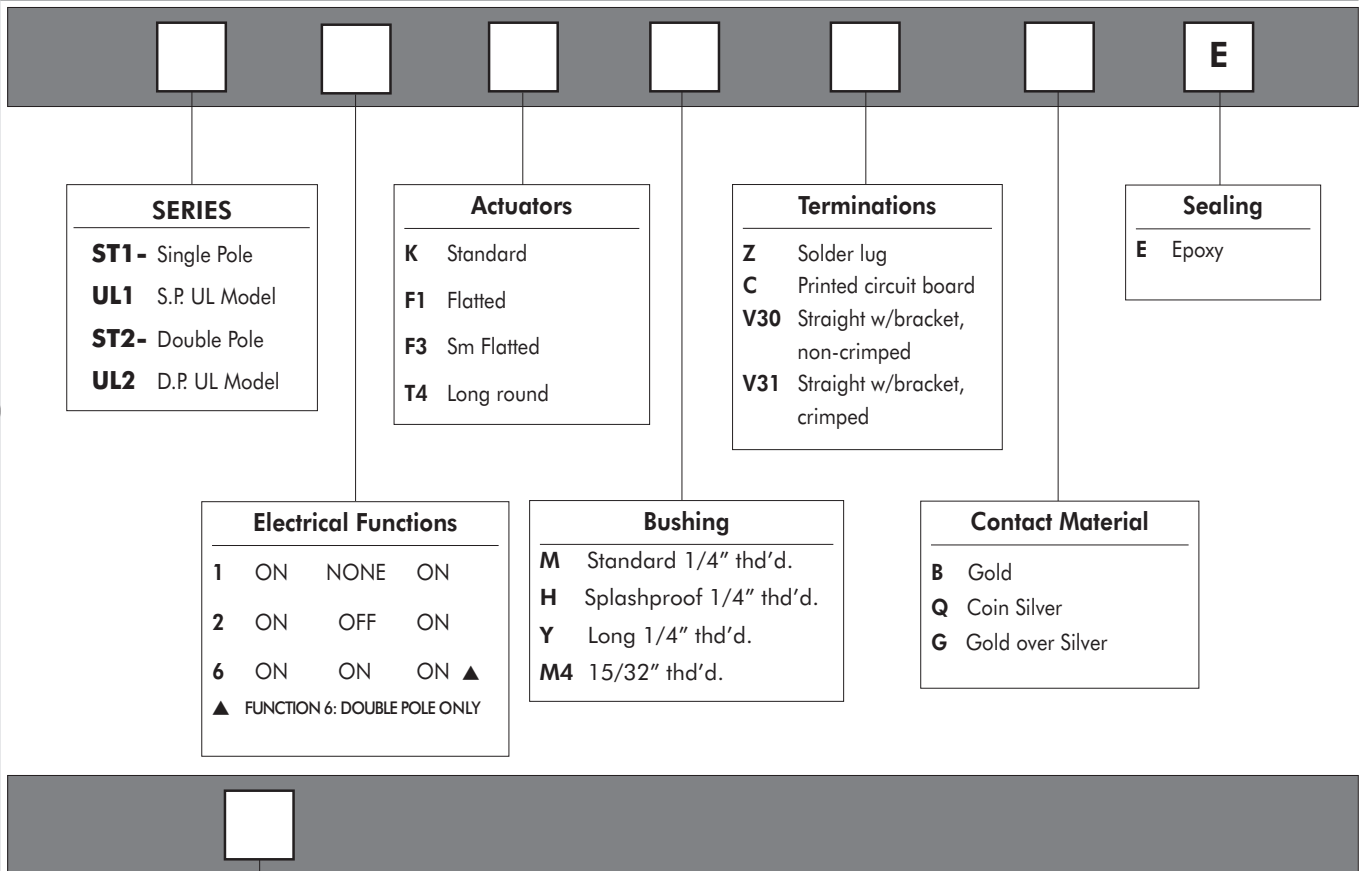 E
SERIES
ST1- Single Pole
UL1 S.P. UL Model
ST2- Double Pole
UL2 D.P. UL Model
Actuators
K Standard
F1 Flatted
F3 Sm Flatted
T4 Long round
Terminations
Z Solder lug
C Printed circuit board
V30 Straight w/bracket,
non-crimped
V31 Straight w/bracket,
crimped
Sealing
E Epoxy
Electrical Functions
1 ON NONE ON
2 ON OFF ON
6 ON ON ON ▲
▲ FUNCTION 6: DOUBLE POLE ONLY
Bushing
M Standard 1/4" thd'd.
H Splashproof 1/4" thd'd.
Y Long 1/4" thd'd.
M4 15/32" thd'd.
Contact Material
B Gold
Q Coin Silver
G Gold over Silver